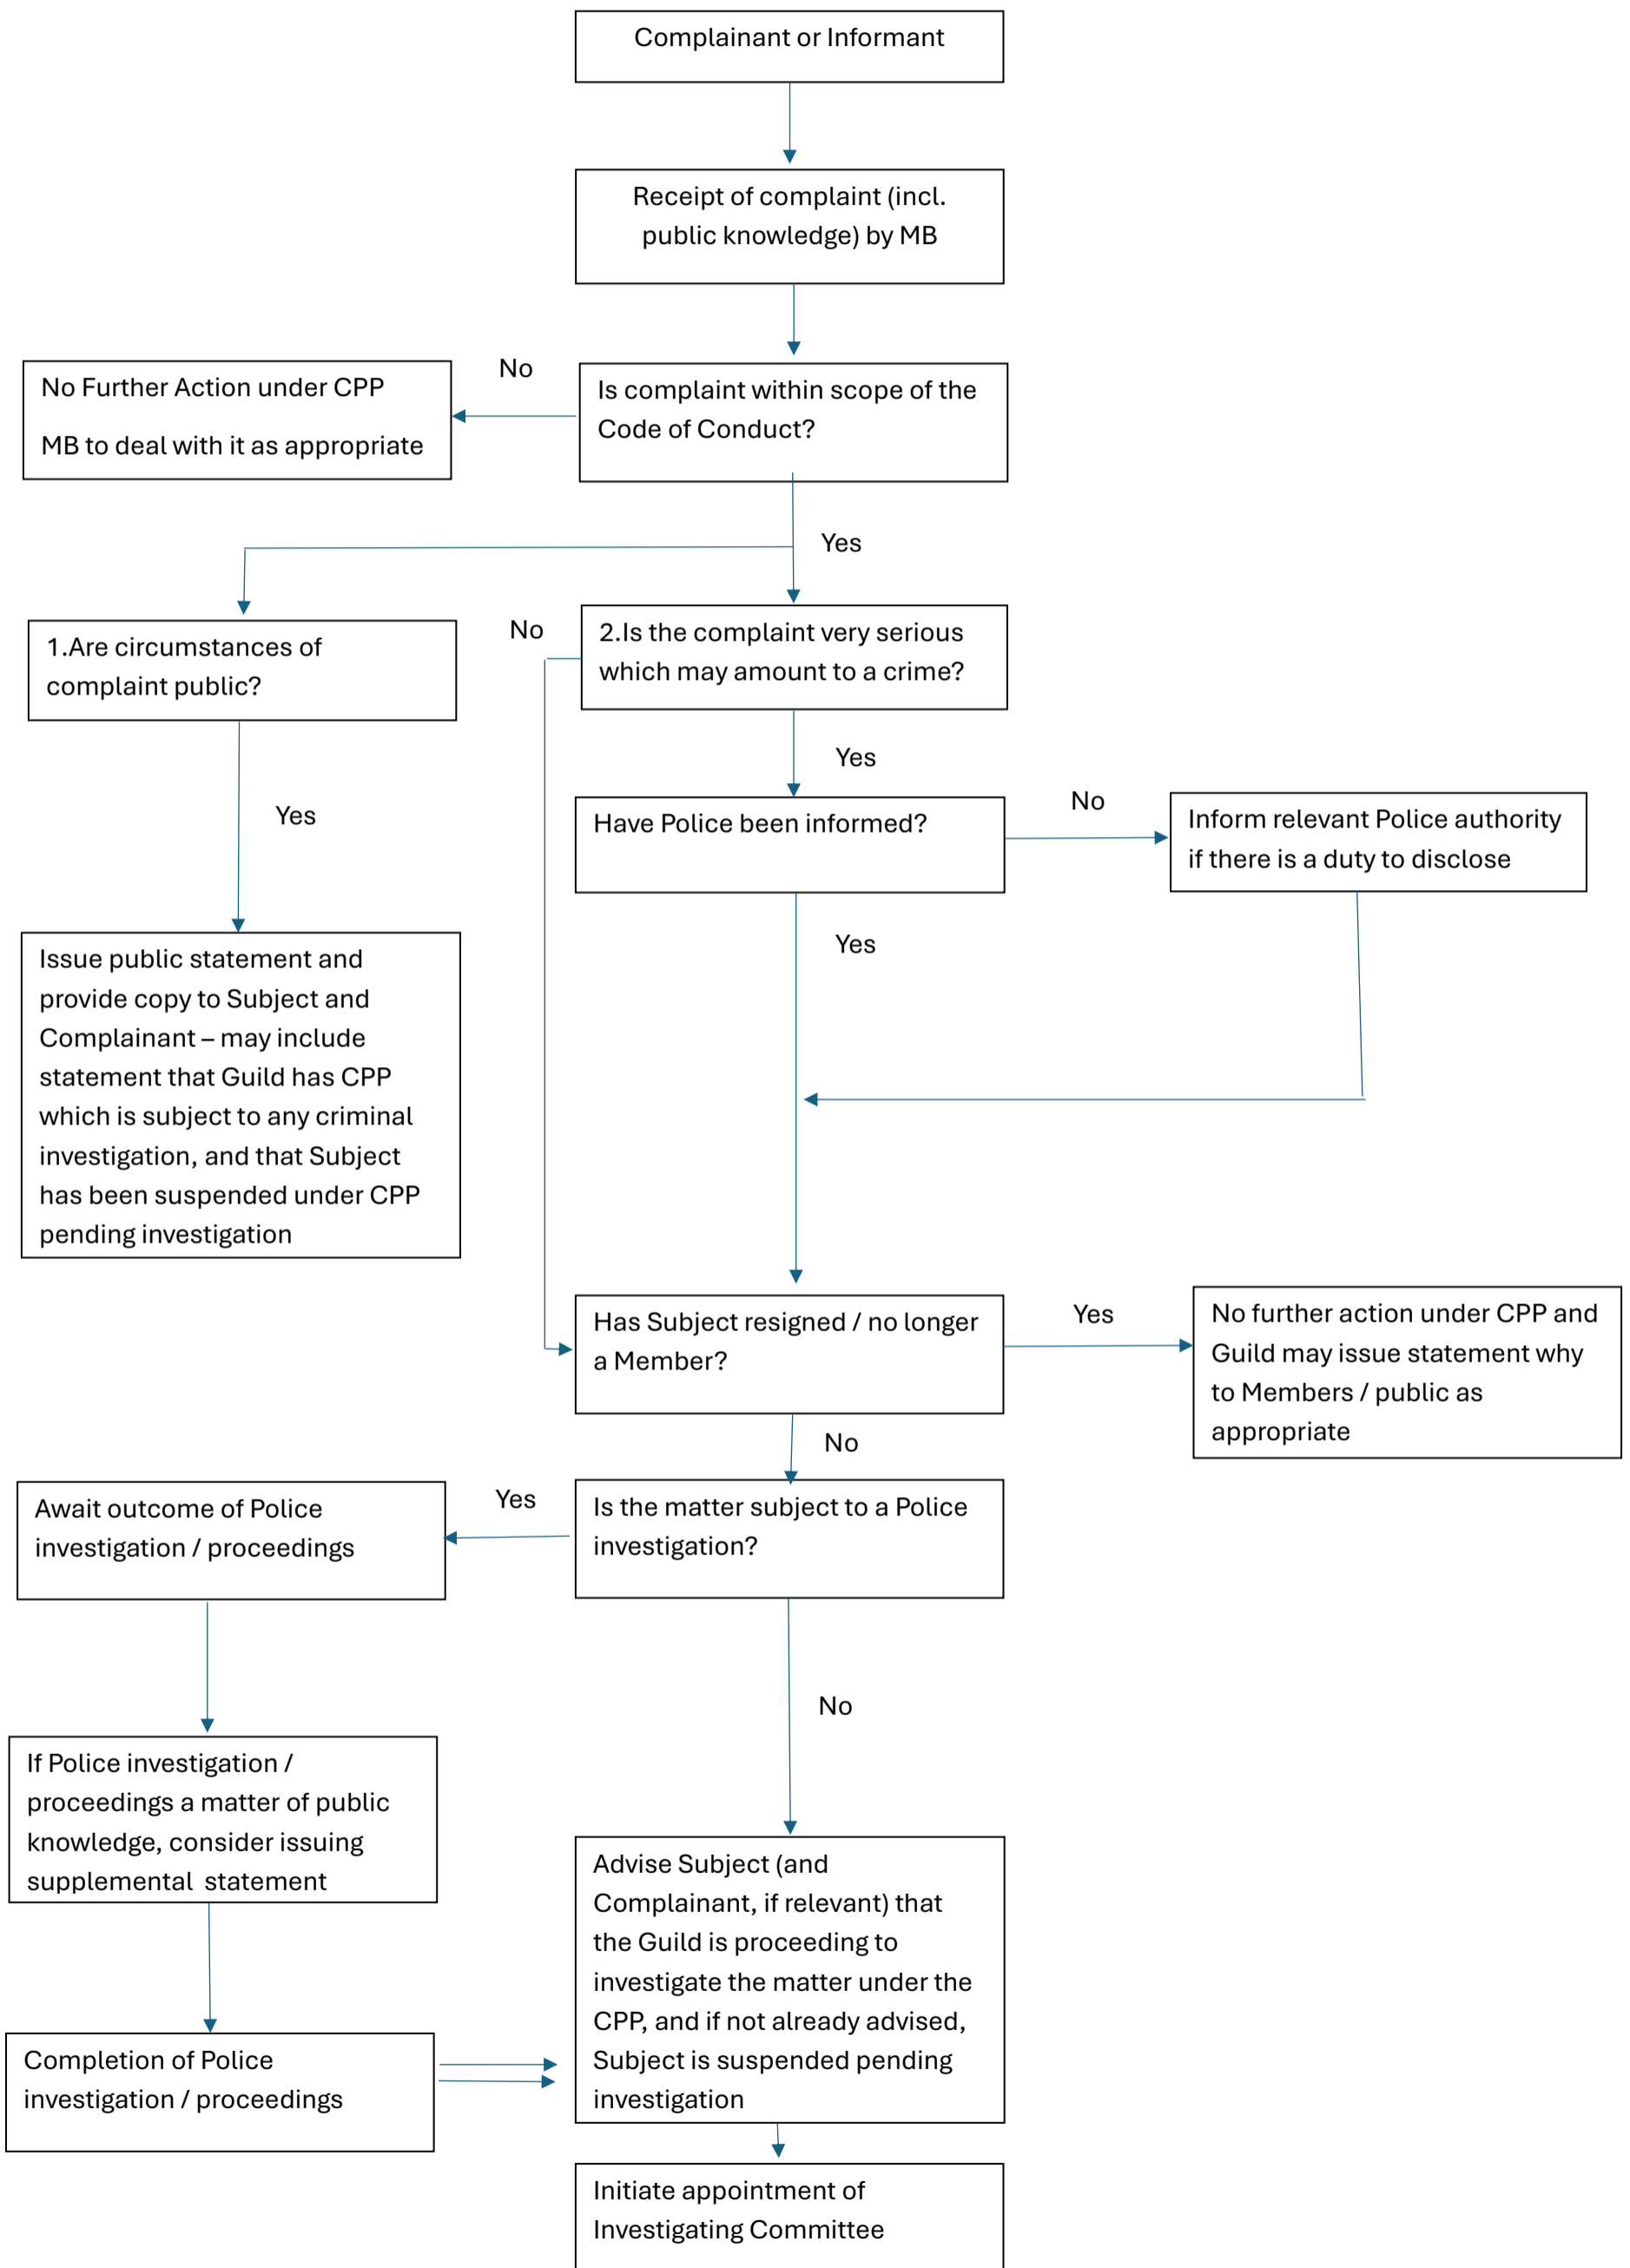 Complainant or Informant
Receipt of complaint (incl.
public knowledge) by MB
No
No Further Action under CPP
MB to deal with it as appropriate
Is complaint within scope of the
Code of Conduct?
Yes
1.Are circumstances of
complaint public?
No
2.Is the complaint very serious
which may amount to a crime?
Yes
Yes
Have Police been informed?
No
Inform relevant Police authority
if there is a duty to disclose
Yes
Issue public statement and
provide copy to Subject and
Complainant – may include
statement that Guild has CPP
which is subject to any criminal
investigation, and that Subject
has been suspended under CPP
pending investigation
Has Subject resigned / no longer
a Member?
Yes
No further action under CPP and
Guild may issue statement why
to Members / public as
appropriate
No
Await outcome of Police
investigation / proceedings
Yes
Is the matter subject to a Police
investigation?
No
If Police investigation /
proceedings a matter of public
knowledge, consider issuing
supplemental  statement
Advise Subject (and
Complainant, if relevant) that
the Guild is proceeding to
investigate the matter under the
CPP, and if not already advised,
Subject is suspended pending
investigation
Completion of Police
investigation / proceedings
Initiate appointment of
Investigating Committee